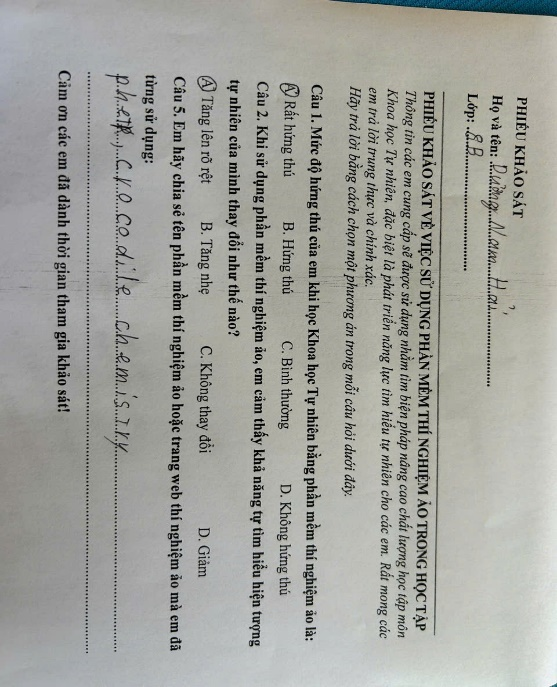 PHIẾU KHẢO SÁT
Họ và tên: Dương Nam Hải
Lớp: 8B
PHIẾU KHẢO SÁT VỀ VIỆC SỬ DỤNG PHẦN MỀM THÍ NGHIỆM ẢO TRONG HỌC TẬP
Thông tin các em cung cấp sẽ được sử dụng nhằm tìm biện pháp nâng cao chất lượng học tập môn
Khoa học Tự nhiên, đặc biệt là phát triển năng lực tìm hiểu tự nhiên cho các em. Rất mong các
em trả lời trung thực và chính xác.
Hãy trả lời bằng cách chọn một phương án trong mỗi câu hỏi dưới đây.
Câu 1. Mức độ hứng thú của em khi học Khoa học Tự nhiên bằng phần mềm thí nghiệm ảo là:
A. Rất hứng thú B. Hứng thú C. Bình thường D. Không hứng thú
Câu 2. Khi sử dụng phần mềm thí nghiệm ảo, em cảm thấy khả năng tự tìm hiểu hiện tượng
tự nhiên của mình thay đổi như thế nào?
A. Tăng lên rõ rệt B. Tăng nhẹ C. Không thay đổi D. Giảm
Câu 5. Em hãy chia sẻ tên phần mềm thí nghiệm ảo hoặc trang web thí nghiệm ảo mà em đã
từng sử dụng:
phET, Cyocodile chemistry
Cảm ơn các em đã dành thời gian tham gia khảo sát!